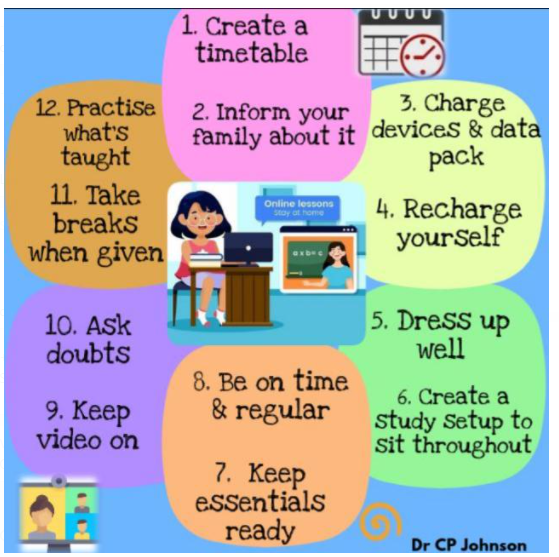 1. Create a
timetable
2. Inform your
family about it
3. Charge
devices & data
pack
4. Recharge
yourself
5. Dress up
well
6. Create a
study setup to
sit throughout
7. Keep
essentials
ready
8. Be on time
& regular
9. Keep
video on
10. Ask
doubts
11. Take
breaks
when given
12. Practise
what's
taught
Online lessons
Stay at home
a x b = c
Dr CP Johnson